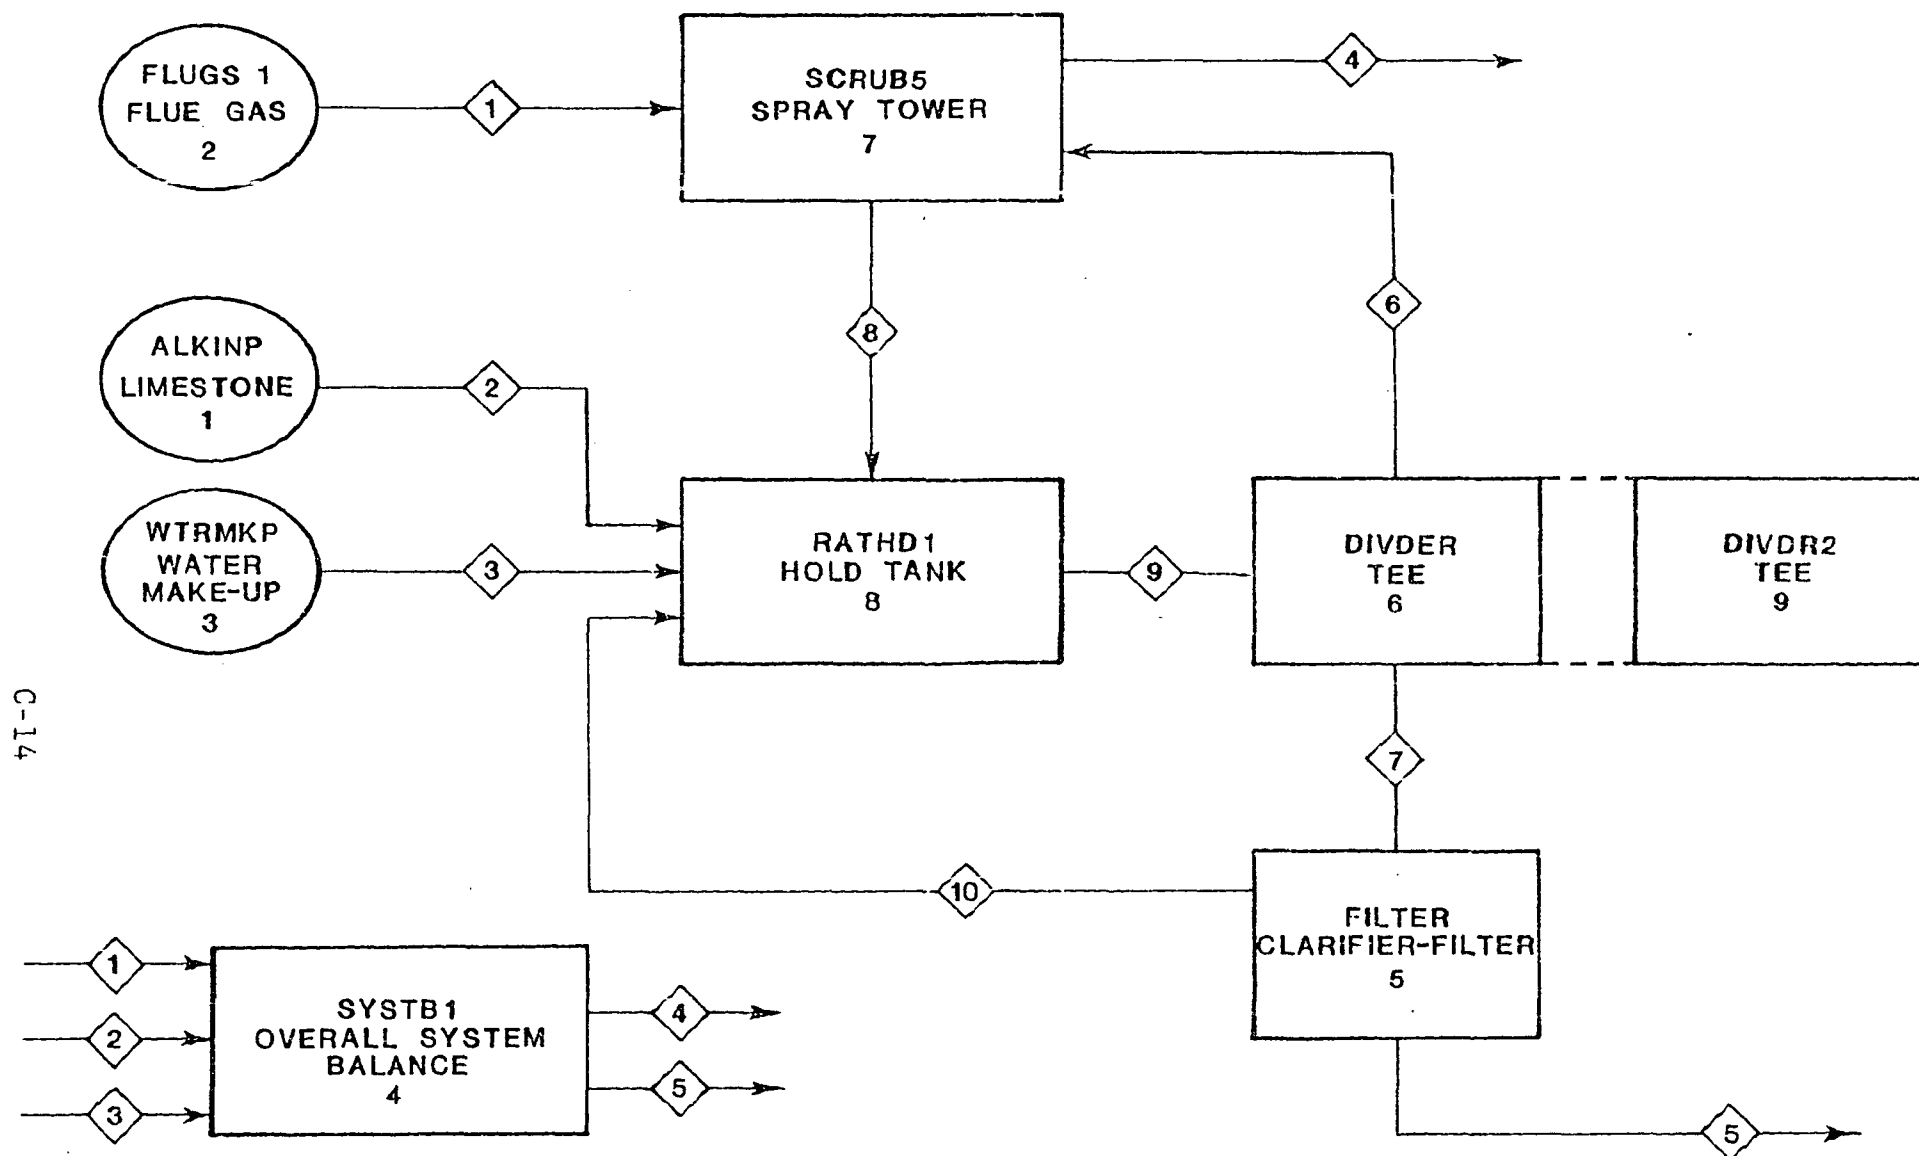 FLUGS 1
FLUE GAS
2
1
SCRUB5
SPRAY TOWER
7
4
8
6
ALKINP
LIMESTONE
1
2
WTRMKP
WATER
MAKE-UP
3
3
RATHD1
HOLD TANK
8
9
DIVDER
TEE
6
DIVDR2
TEE
9
7
10
FILTER
CLARIFIER-FILTER
5
5
1
2
3
SYSTB1
OVERALL SYSTEM
BALANCE
4
4
5
C-14